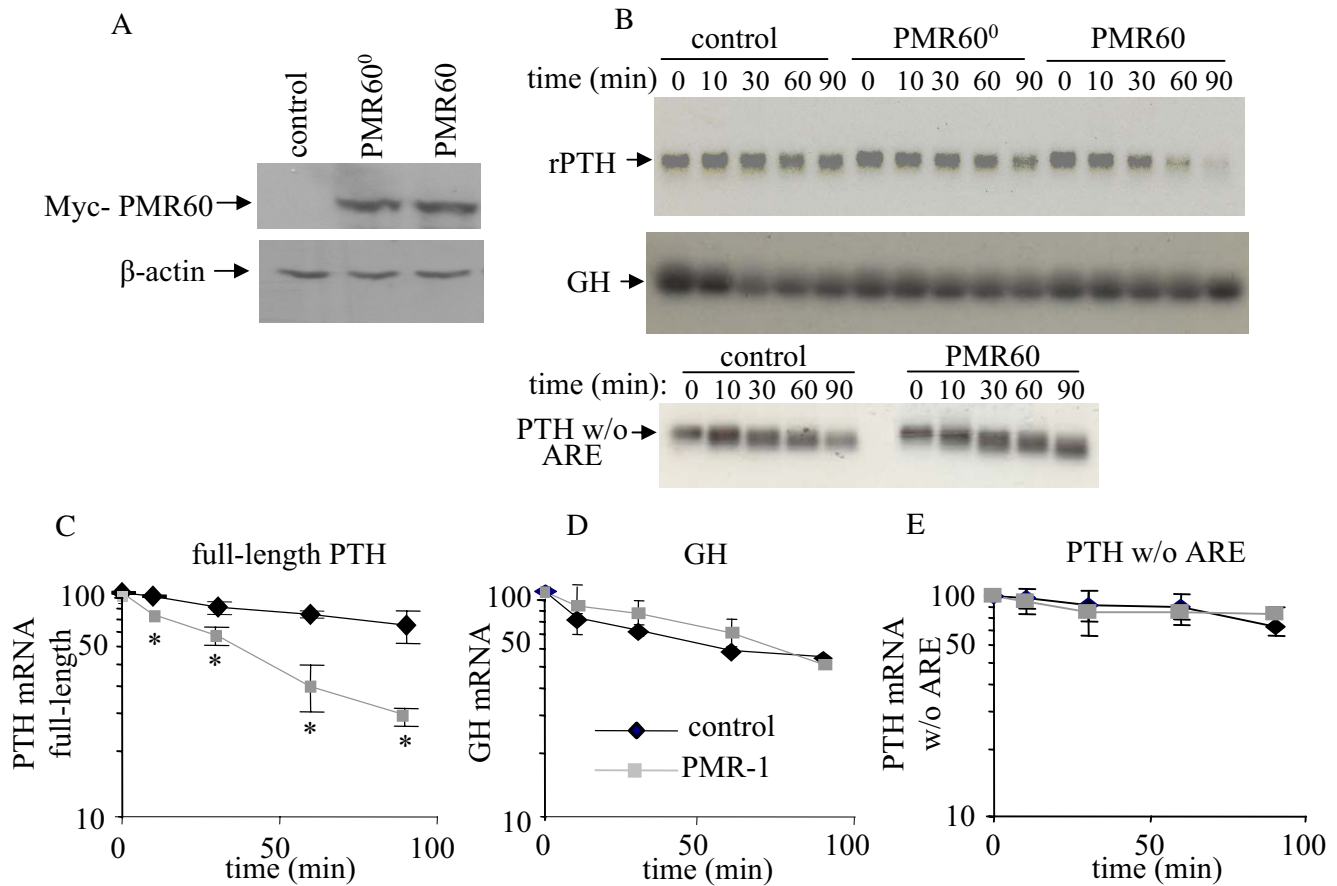 A
control
PMR60⁰
PMR60
Myc- PMR60
β-actin
B
control PMR60⁰ PMR60
time (min) 0 10 30 60 90 0 10 30 60 90 0 10 30 60 90
rPTH
GH
control PMR60
time (min): 0 10 30 60 90 0 10 30 60 90
PTH w/o
ARE
C
full-length PTH
PTH mRNA
full-length
100
50
10
* * * *
0 50 100
time (min)
D
GH
GH mRNA
100
50
10
control
PMR-1
0 50 100
time (min)
E
PTH w/o ARE
PTH mRNA
w/o ARE
100
50
10
0 50 100
time (min)